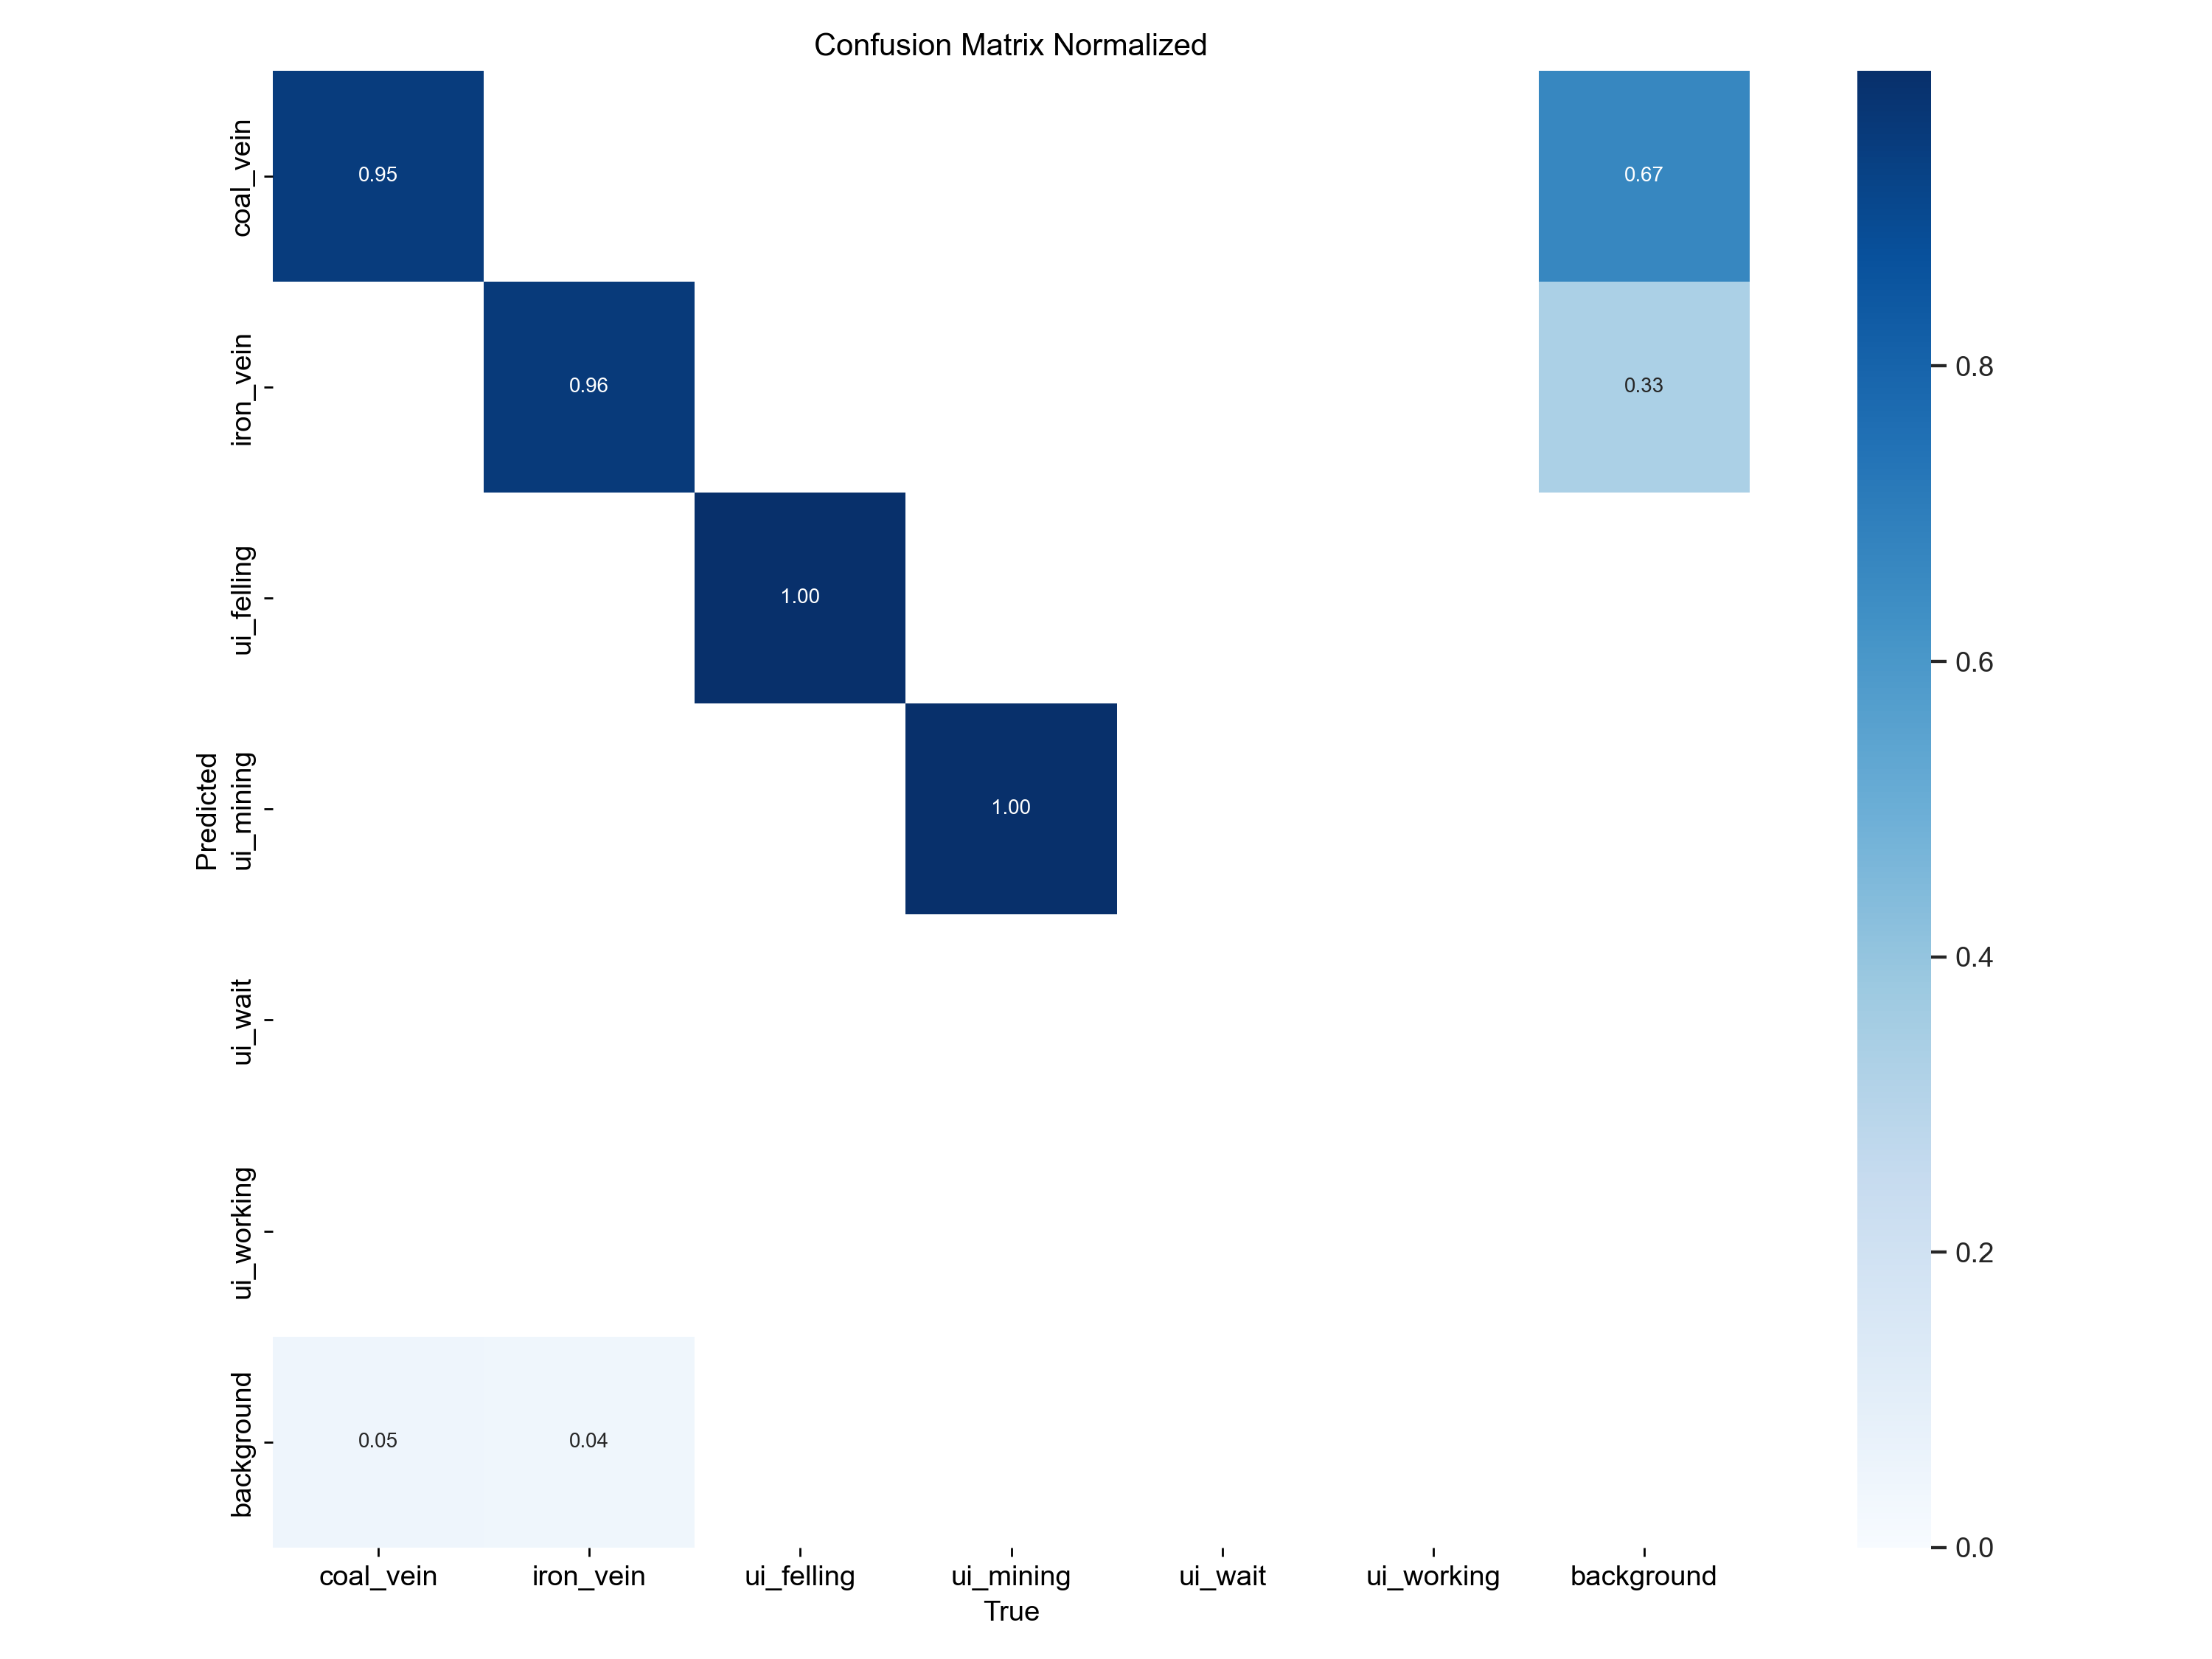 Confusion Matrix Normalized
coal_vein
iron_vein
ui_felling
ui_mining
ui_wait
ui_working
background
Predicted
0.95
0.67
0.96
0.33
1.00
1.00
0.05
0.04
coal_vein
iron_vein
ui_felling
ui_mining
ui_wait
ui_working
background
True
0.8
0.6
0.4
0.2
0.0